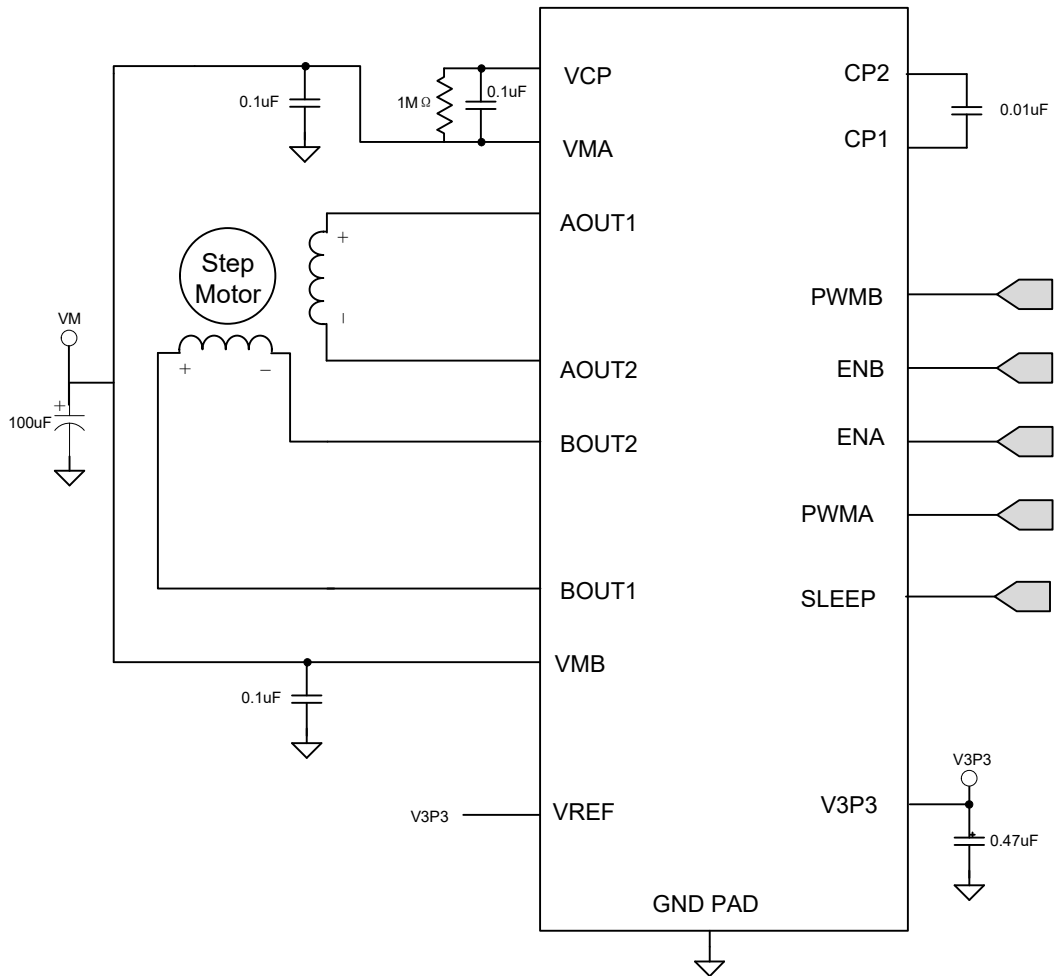 VCP
CP2
0.1uF
1MΩ
0.1uF
0.01uF
VMA
CP1
AOUT1
+
Step
Motor
PWMB
VM
−
+
−
AOUT2
ENB
+
100uF
BOUT2
ENA
PWMA
BOUT1
SLEEP
VMB
0.1uF
V3P3
V3P3
VREF
V3P3
+
0.47uF
GND PAD